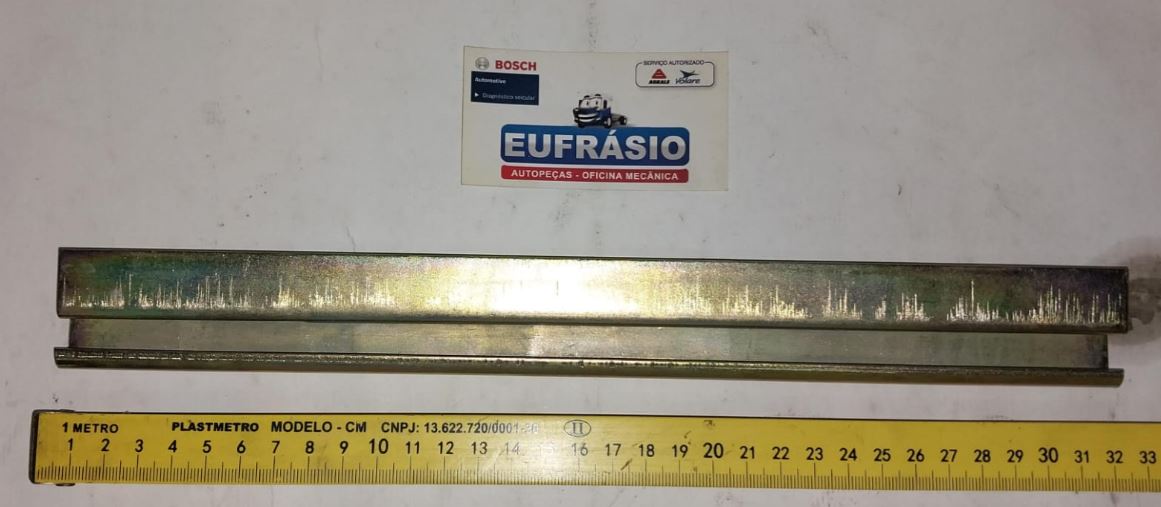 BOSCH
Automotivo
Diagnóstico veicular
SERVIÇO AUTORIZADO
AGRALE Volare
EUFRÁSIO
AUTOPEÇAS - OFICINA MECÂNICA
1 METRO PLASTMETRO MODELO - CM CNPJ: 13.622.720/0001-
1 2 3 4 5 6 7 8 9 10 11 12 13 14 15 16 17 18 19 20 21 22 23 24 25 26 27 28 29 30 31 32 33